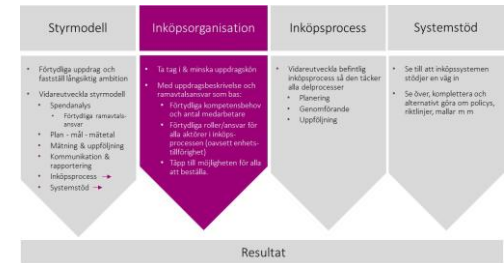 Styrmodell
Inköpsorganisation
Inköpsprocess
Systemstöd
• Förtydliga uppdrag och
fastställ långsiktig ambition
• Vidareutveckla styrmodell
• Spendanalys
• Förtydliga ramavtals-
ansvar
• Plan - mål - mätetal
• Mätning & uppföljning
• Kommunikation &
rapportering
• Inköpsprocess →
• Systemstöd →
• Ta tag i & minska uppdragskön
• Med uppdragsbeskrivelse och
ramavtalsansvar som bas:
• Förtydliga kompetensbehov
och antal medarbetare
• Förtydliga roller/ansvar för
alla aktörer i inköps-
processen (oavsett enhets-
tillhörighet)
• Täpp till möjligheten för alla
att beställa.
• Vidareutveckla befintlig
inköpsprocess så den täcker
alla delprocesser
• Planering
• Genomförande
• Uppföljning
• Se till att inköpssystemen
stödjer en väg in
• Se över, komplettera och
alternativt göra om policys,
riktlinjer, mallar m m
Resultat